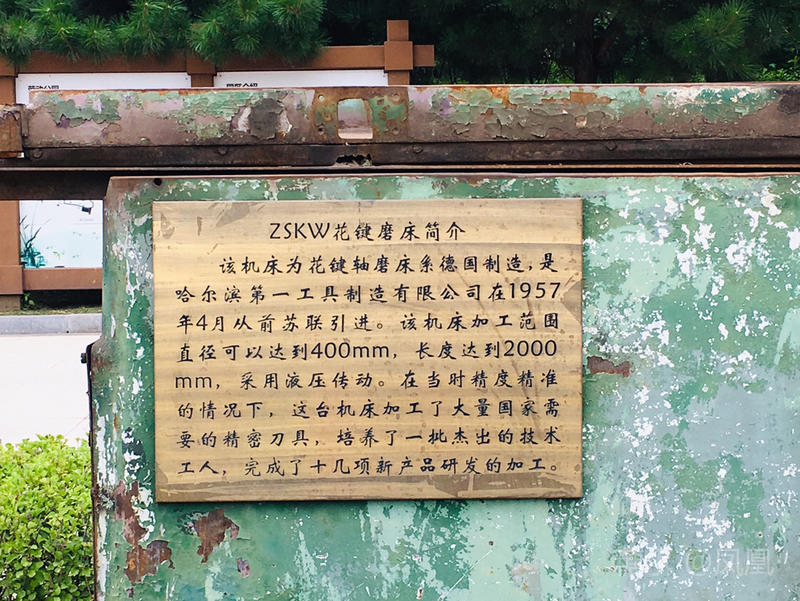 ZSKW花键磨床简介
该机床为花键轴磨床系德国制造,是
哈尔滨第一工具制造有限公司在1957
年4月从前苏联引进。该机床加工范围
直径可以达到400mm，长度达到2000
mm，采用液压传动。在当时精度精准
的情况下，这台机床加工了大量国家需
要的精密刀具，培养了一批杰出的技术
工人，完成了十几项新产品研发的加工。